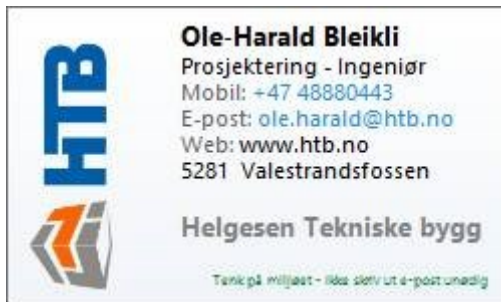 HTB
Ole-Harald Bleikli
Prosjektering - Ingeniør
Mobil: +47 48880443
E-post: ole.harald@htb.no
Web: www.htb.no
5281 Valestrandsfossen
Helgesen Tekniske bygg
Tenk på miljøet - ikke skriv ut e-post unødig